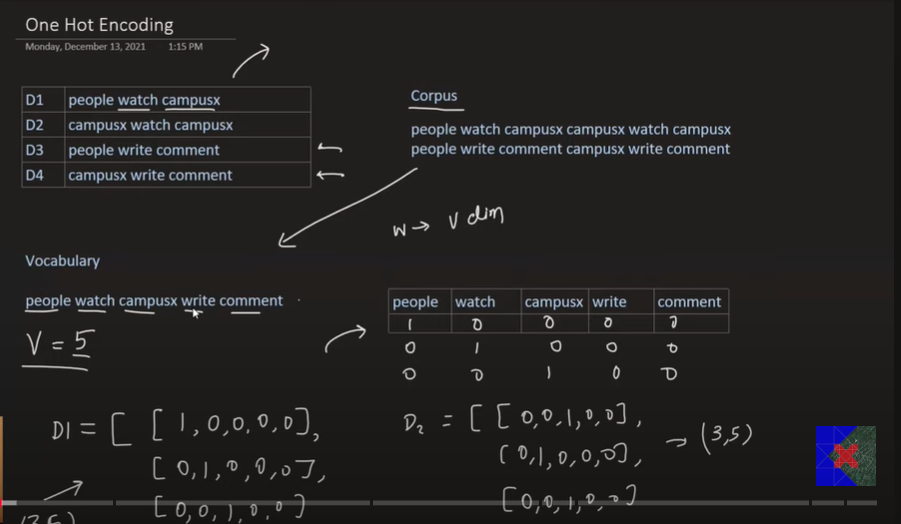 One Hot Encoding
Monday, December 13, 2021 1:15 PM
D1 people watch campusx
D2 campusx watch campusx
D3 people write comment
D4 campusx write comment
Corpus
people watch campusx campusx watch campusx
people write comment campusx write comment
W → V dim
Vocabulary
people watch campusx write comment
V = 5
people watch campusx write comment
1 0 0 0 0
0 1 0 0 0
0 0 1 0 0
D1 = [ [ 1, 0, 0, 0, 0],
[ 0, 1, 0, 0, 0],
[ 0, 0, 1, 0, 0]
D2 = [ [ 0, 0, 1, 0, 0],
[ 0, 1, 0, 0, 0],
[ 0, 0, 1, 0, 0]
→ (3,5)